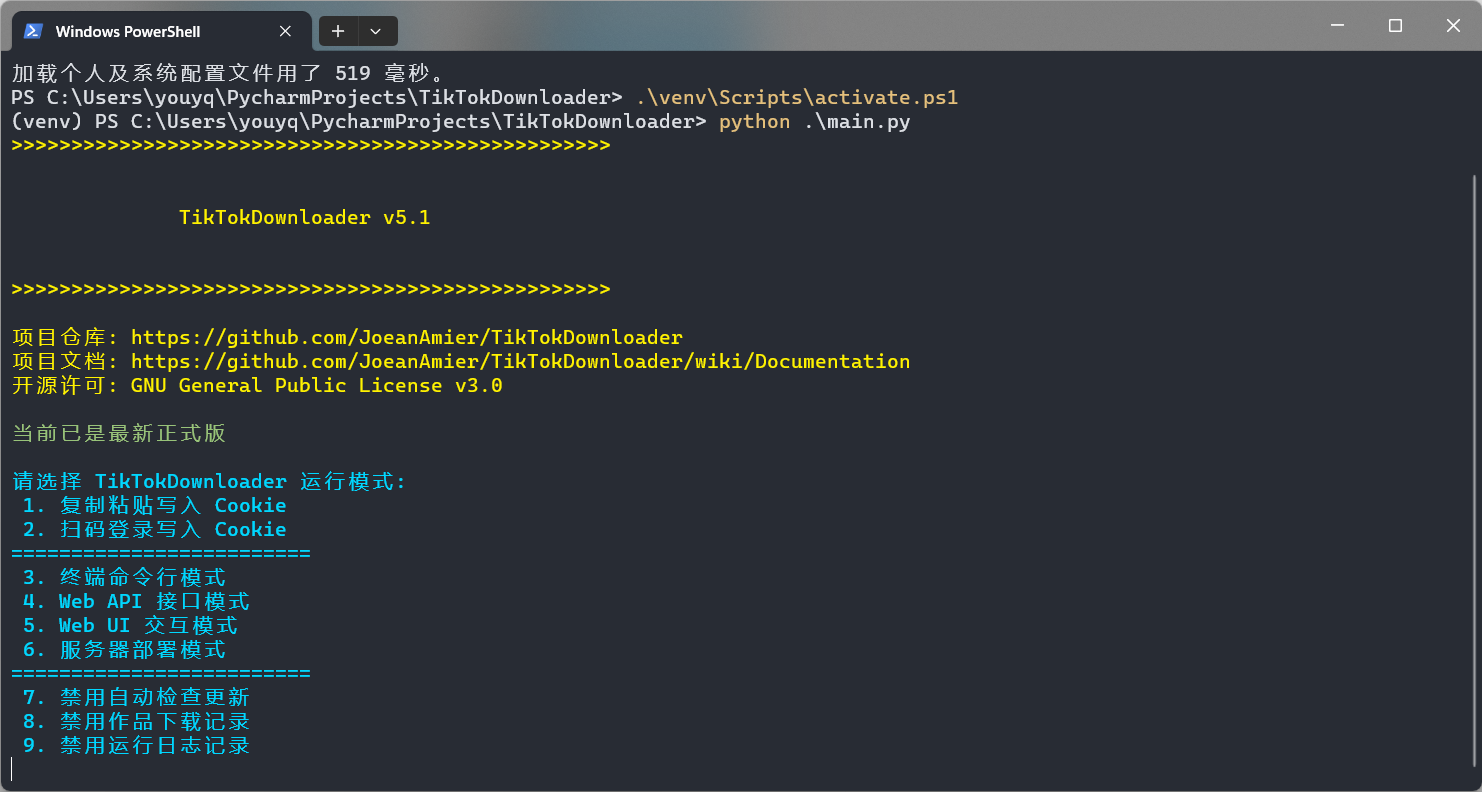 Windows PowerShell
加载个人及系统配置文件用了 519 毫秒。
PS C:\Users\youyq\PycharmProjects\TikTokDownloader> .\venv\Scripts\activate.ps1
(venv) PS C:\Users\youyq\PycharmProjects\TikTokDownloader> python .\main.py
>>>>>>>>>>>>>>>>>>>>>>>>>>>>>>>>>>>>>>>>>>>>>>>>>>
TikTokDownloader v5.1
>>>>>>>>>>>>>>>>>>>>>>>>>>>>>>>>>>>>>>>>>>>>>>>>>>
项目仓库: https://github.com/JoeanAmier/TikTokDownloader
项目文档: https://github.com/JoeanAmier/TikTokDownloader/wiki/Documentation
开源许可: GNU General Public License v3.0
当前已是最新正式版
请选择 TikTokDownloader 运行模式:
1. 复制粘贴写入 Cookie
2. 扫码登录写入 Cookie
=========================
3. 终端命令行模式
4. Web API 接口模式
5. Web UI 交互模式
6. 服务器部署模式
=========================
7. 禁用自动检查更新
8. 禁用作品下载记录
9. 禁用运行日志记录